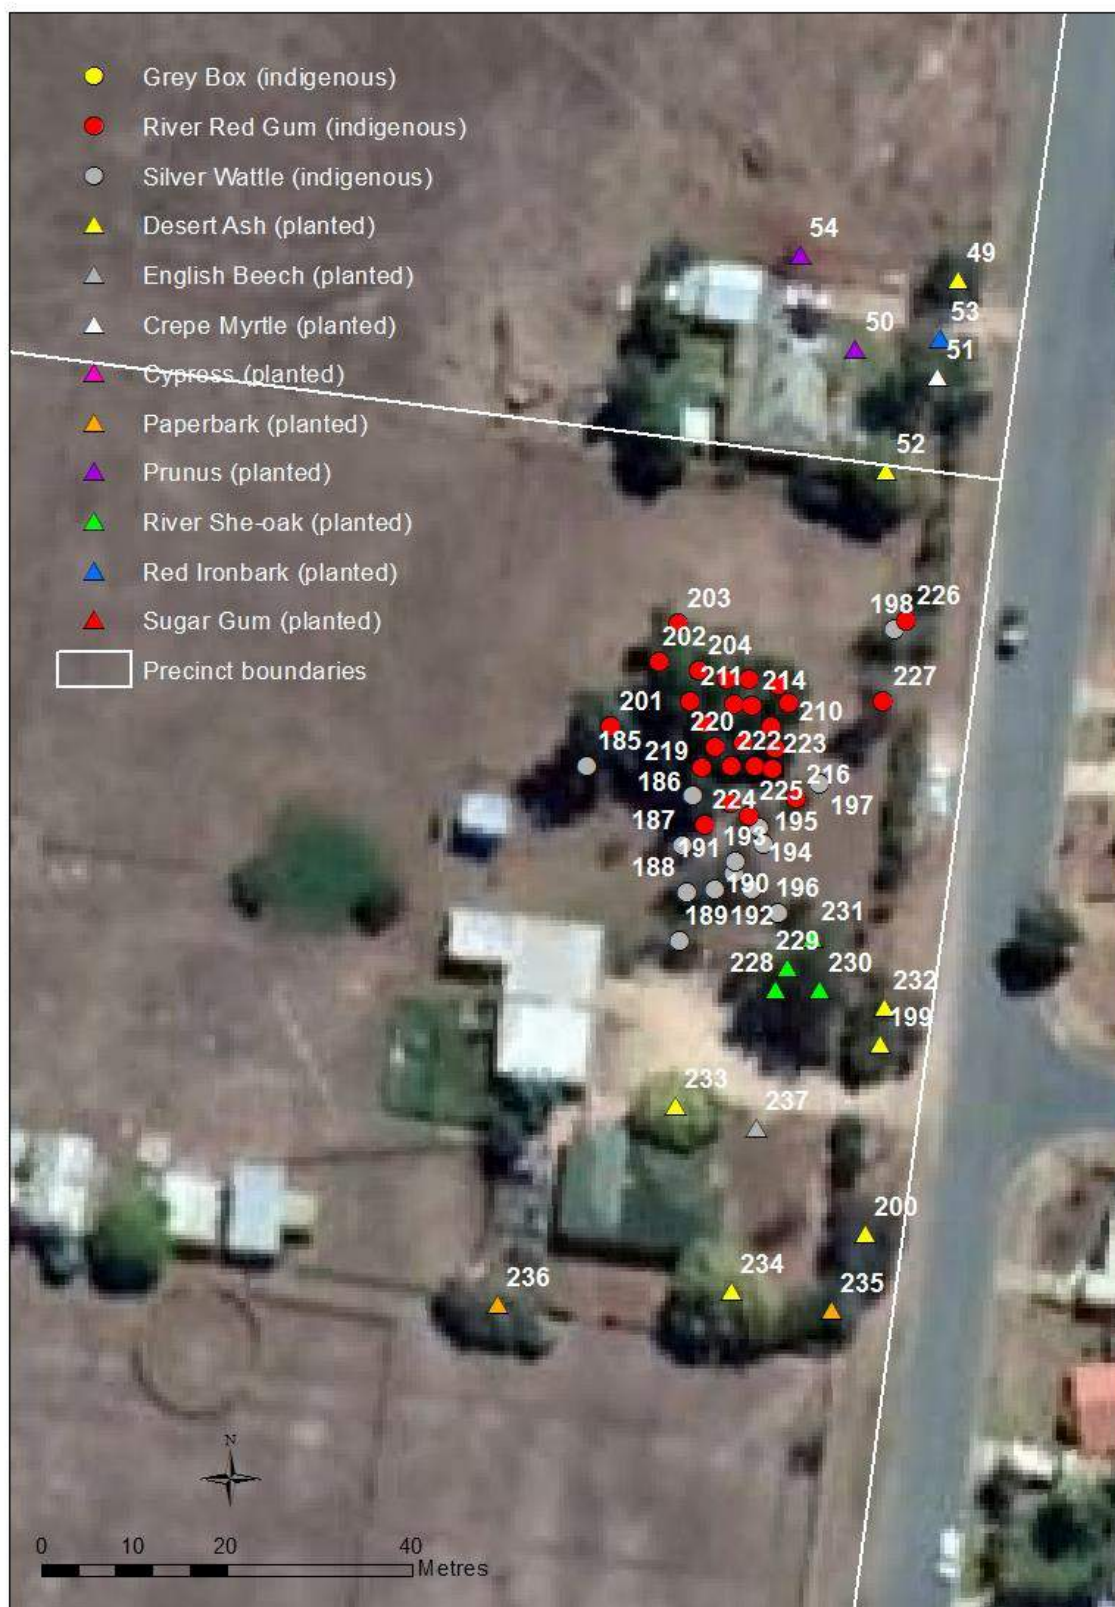 Grey Box (indigenous)
River Red Gum (indigenous)
Silver Wattle (indigenous)
Desert Ash (planted)
English Beech (planted)
Crepe Myrtle (planted)
Cypress (planted)
Paperbark (planted)
Prunus (planted)
River She-oak (planted)
Red Ironbark (planted)
Sugar Gum (planted)
Precinct boundaries
54
49
53
50
51
52
203
198 226
202 204
211 214
201 220 210 227
185 222 223
219
186 216
224 225 197
187 193 195
191 194
188 190 196
189 192 231
229
228 230
232
199
233
237
200
234
236 235
N
0 10 20 40
Metres